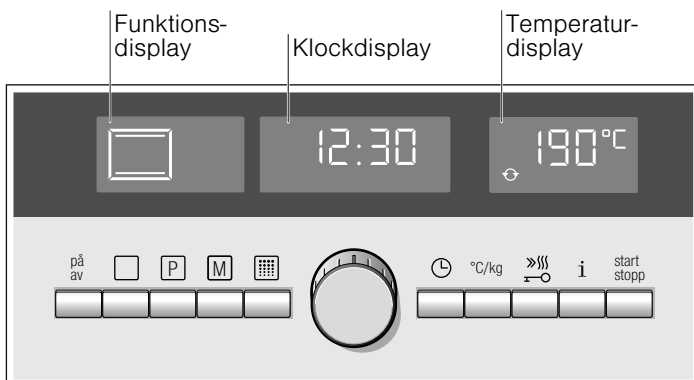 Funktions-
display
Klockdisplay
Temperatur-
display
12:30
190°C
på
av
P
M
°C/kg
i
start
stopp